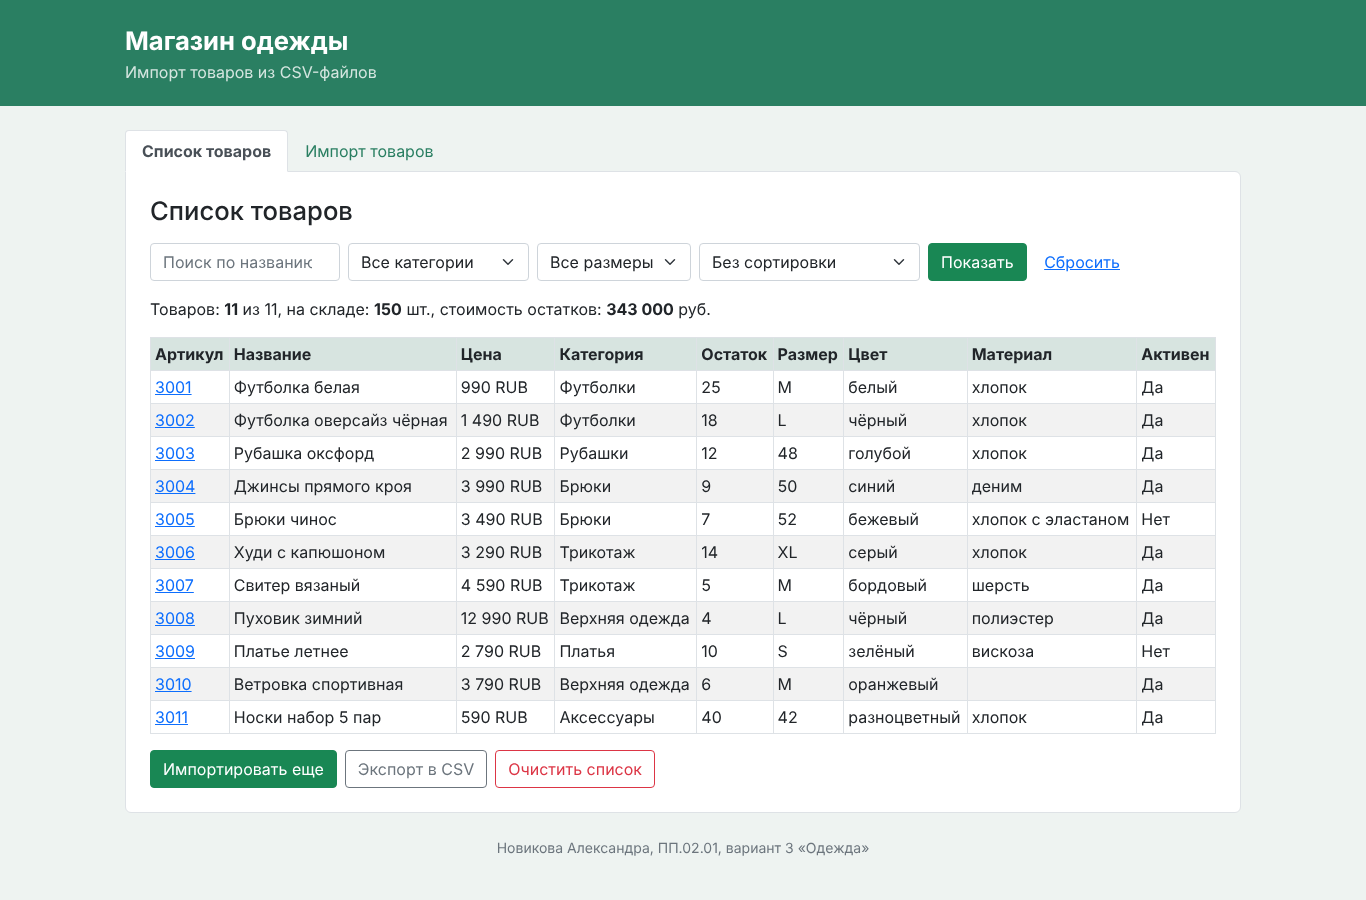 Магазин одежды
Импорт товаров из CSV-файлов
Список товаров Импорт товаров
Список товаров
Поиск по названик Все категории Все размеры Без сортировки Показать Сбросить
Товаров: 11 из 11, на складе: 150 шт., стоимость остатков: 343 000 руб.
Артикул Название Цена Категория Остаток Размер Цвет Материал Активен
3001 Футболка белая 990 RUB Футболки 25 M белый хлопок Да
3002 Футболка оверсайз чёрная 1 490 RUB Футболки 18 L чёрный хлопок Да
3003 Рубашка оксфорд 2 990 RUB Рубашки 12 48 голубой хлопок Да
3004 Джинсы прямого кроя 3 990 RUB Брюки 9 50 синий деним Да
3005 Брюки чинос 3 490 RUB Брюки 7 52 бежевый хлопок с эластаном Нет
3006 Худи с капюшоном 3 290 RUB Трикотаж 14 XL серый хлопок Да
3007 Свитер вязаный 4 590 RUB Трикотаж 5 M бордовый шерсть Да
3008 Пуховик зимний 12 990 RUB Верхняя одежда 4 L чёрный полиэстер Да
3009 Платье летнее 2 790 RUB Платья 10 S зелёный вискоза Нет
3010 Ветровка спортивная 3 790 RUB Верхняя одежда 6 M оранжевый Да
3011 Носки набор 5 пар 590 RUB Аксессуары 40 42 разноцветный хлопок Да
Импортировать еще Экспорт в CSV Очистить список
Новикова Александра, ПП.02.01, вариант 3 «Одежда»